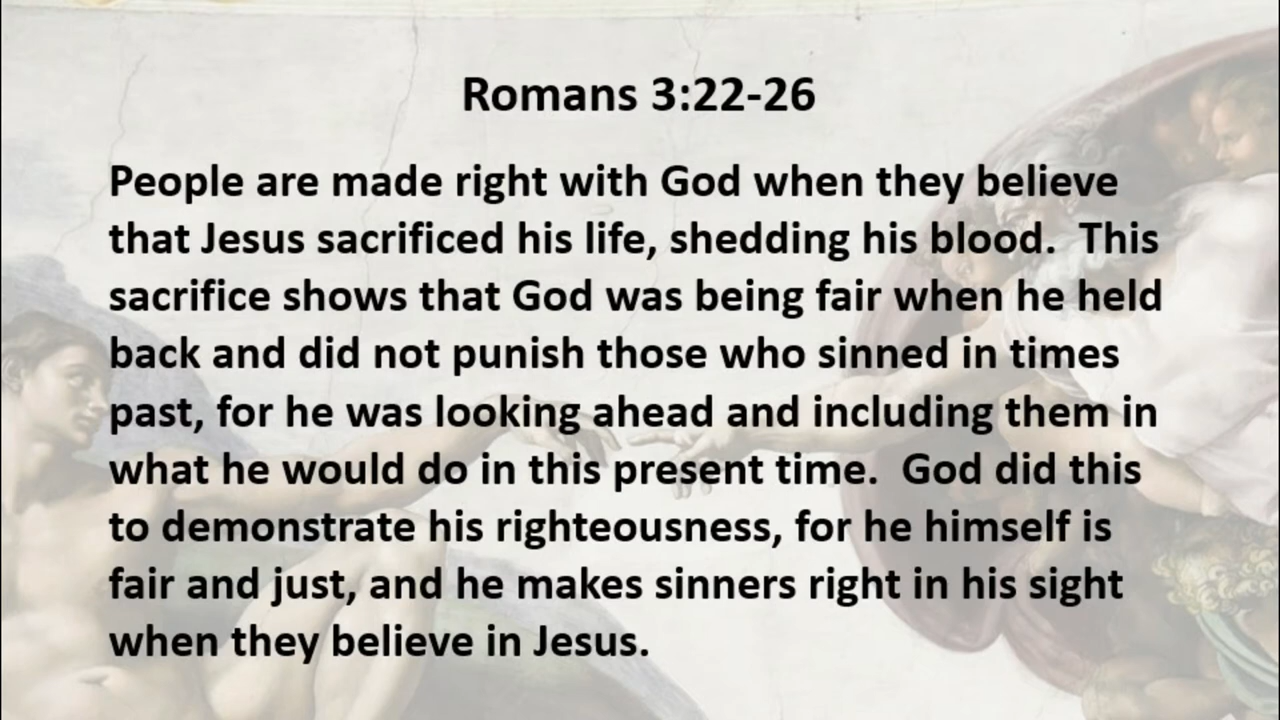 Romans 3:22-26
People are made right with God when they believe
that Jesus sacrificed his life, shedding his blood.  This
sacrifice shows that God was being fair when he held
back and did not punish those who sinned in times
past, for he was looking ahead and including them in
what he would do in this present time.  God did this
to demonstrate his righteousness, for he himself is
fair and just, and he makes sinners right in his sight
when they believe in Jesus.